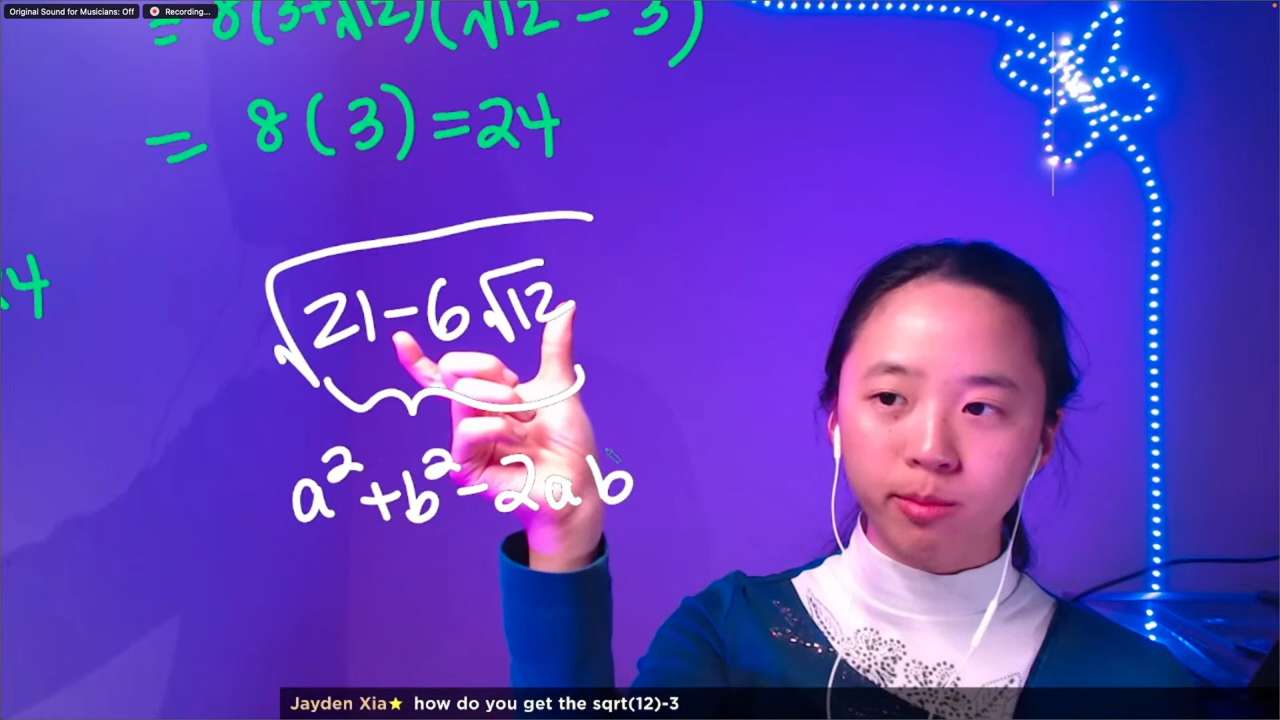 Original Sound for Musicians: Off
Recording...
= 8(3+√12)(√12 - 3)
= 8(3)=24
4
√(21-6√12)
a²+b²-2ab
Jayden Xia★ how do you get the sqrt(12)-3